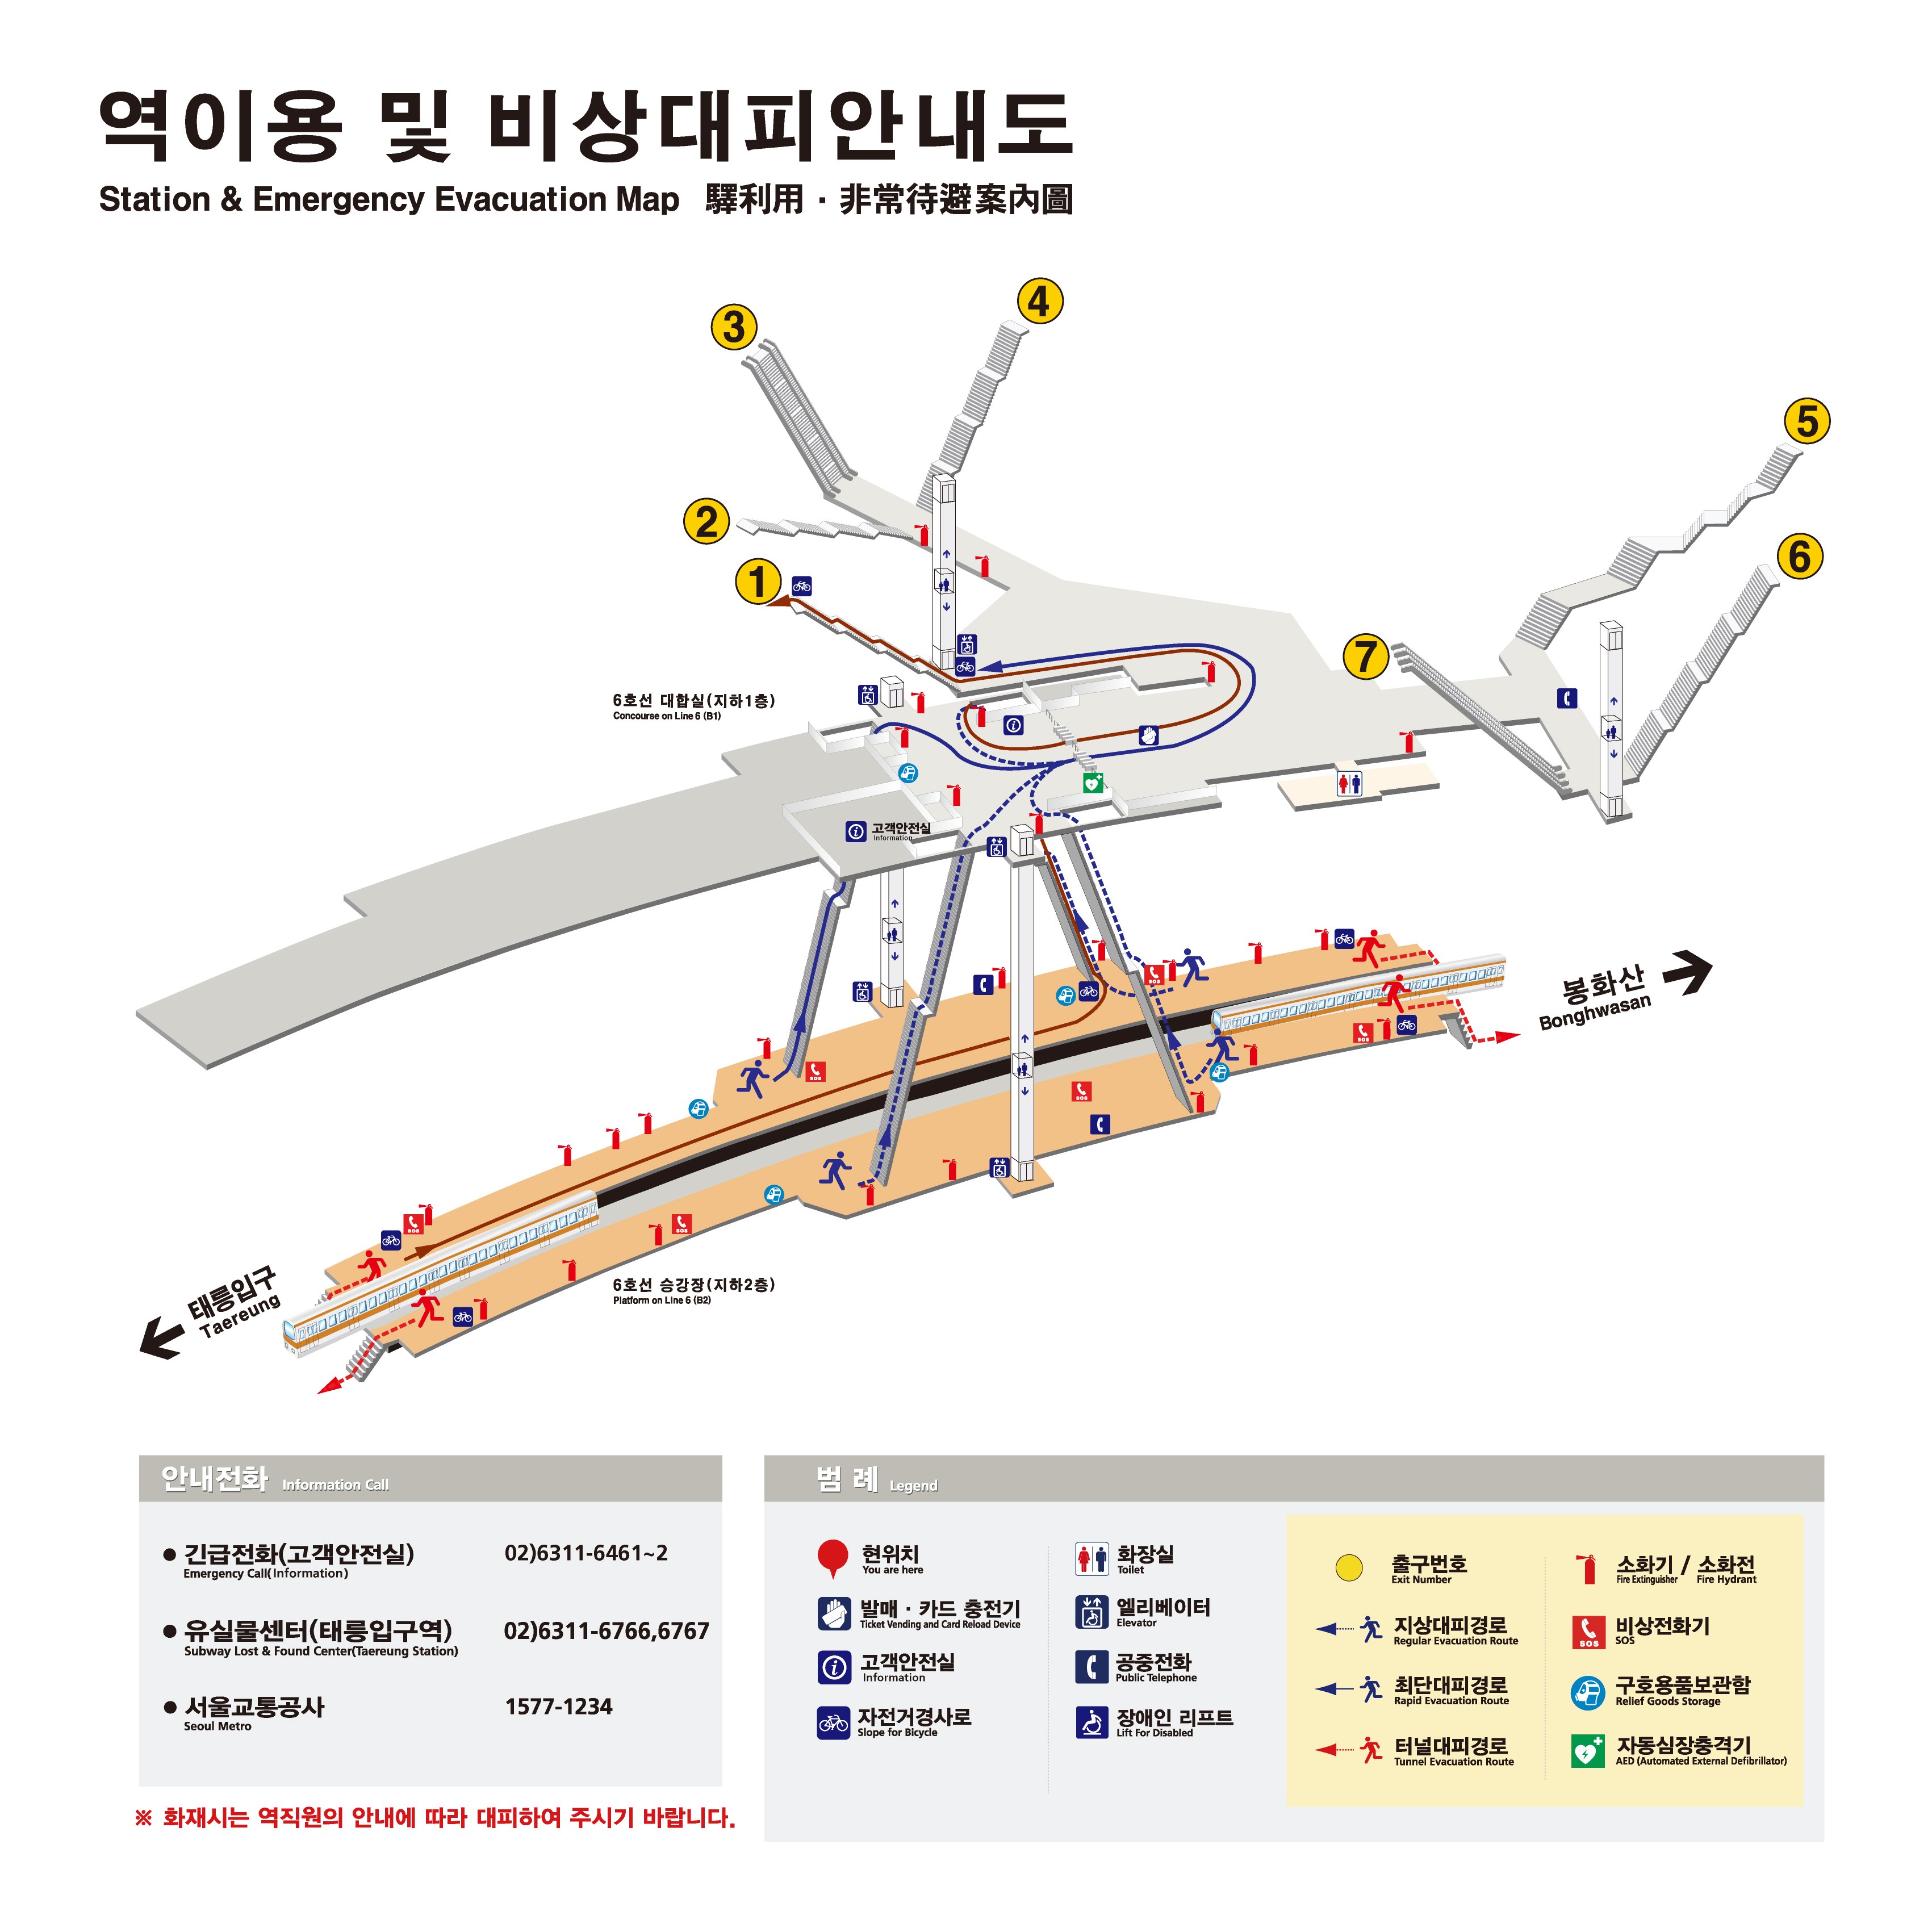 역이용 및 비상대피안내도
Station & Emergency Evacuation Map 驛利用 · 非常待避案內圖
4
3
5
2
6
1
7
6호선 대합실(지하1층)
Concourse on Line 6 (B1)
고객안전실
Information
봉화산
Bonghwasan
SOS
SOS
SOS
SOS
SOS
SOS
태릉입구
Taereung
6호선 승강장(지하2층)
Platform on Line 6 (B2)
안내전화 Information Call
● 긴급전화(고객안전실) 02)6311-6461~2
Emergency Call(Information)
● 유실물센터(태릉입구역) 02)6311-6766,6767
Subway Lost & Found Center(Taereung Station)
● 서울교통공사 1577-1234
Seoul Metro
※ 화재시는 역직원의 안내에 따라 대피하여 주시기 바랍니다.
범 례 Legend
현위치
You are here
발매 · 카드 충전기
Ticket Vending and Card Reload Device
고객안전실
Information
자전거경사로
Slope for Bicycle
화장실
Toilet
엘리베이터
Elevator
공중전화
Public Telephone
장애인 리프트
Lift For Disabled
출구번호
Exit Number
지상대피경로
Regular Evacuation Route
최단대피경로
Rapid Evacuation Route
터널대피경로
Tunnel Evacuation Route
소화기 / 소화전
Fire Extinguisher Fire Hydrant
SOS
비상전화기
SOS
구호용품보관함
Relief Goods Storage
자동심장충격기
AED (Automated External Defibrillator)